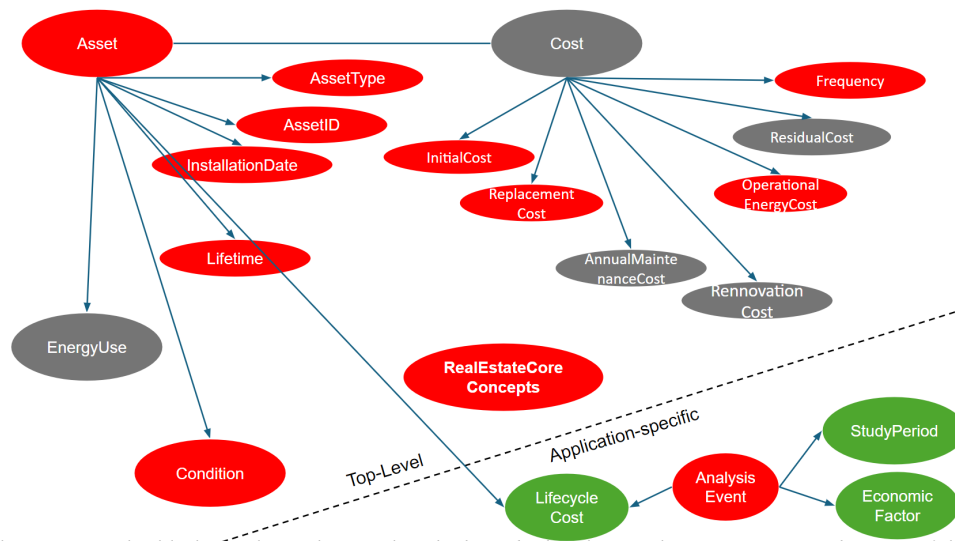 Asset
Cost
AssetType
Frequency
AssetID
ResidualCost
InitialCost
InstallationDate
Operational
EnergyCost
Replacement
Cost
Lifetime
AnnualMainte
nanceCost
Rennovation
Cost
EnergyUse
RealEstateCore
Concepts
Application-specific
StudyPeriod
Top-Level
Condition
Analysis
Event
Lifecycle
Cost
Economic
Factor